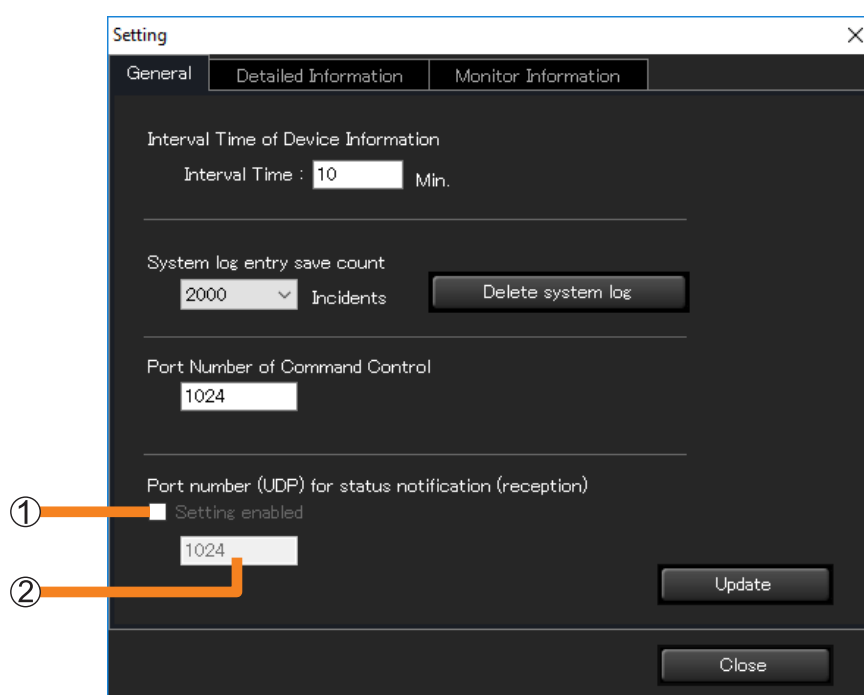 Setting
General Detailed Information Monitor Information
Interval Time of Device Information
Interval Time : 10 Min.
System log entry save count
2000 Incidents Delete system log
Port Number of Command Control
1024
Port number (UDP) for status notification (reception)
① Setting enabled
1024
②
Update
Close